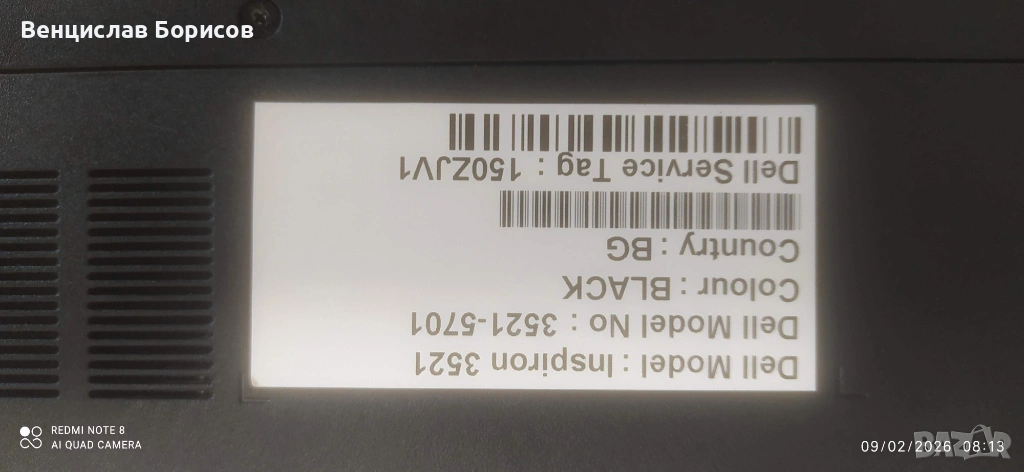 Венцислав Борисов
Dell Model : Inspiron 3521
Dell Model No : 3521-5701
Colour : BLACK
Country : BG
Dell Service Tag : 150ZJV1
REDMI NOTE 8
AI QUAD CAMERA
BAZAR
09/02/2026 08:13